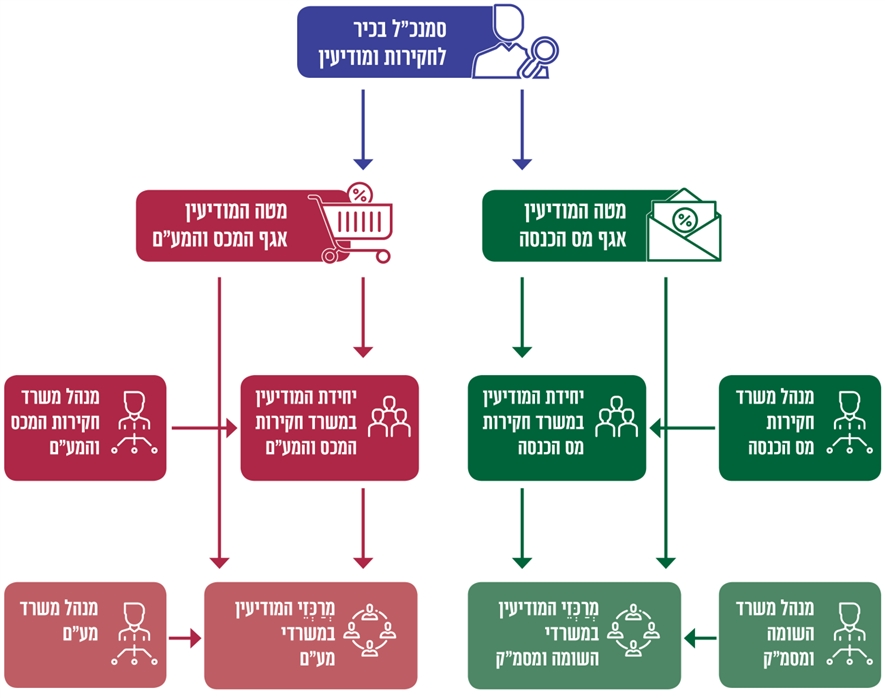 סמנכ"ל בכיר
לחקירות ומודיעין
מטה המודיעין
אגף מס הכנסה
%
מטה המודיעין
אגף המכס והמע"ם
%
מנהל משרד
חקירות
מס הכנסה
יחידת המודיעין
במשרד חקירות
מס הכנסה
יחידת המודיעין
במשרד חקירות
המכס והמע"ם
מנהל משרד
חקירות המכס
והמע"ם
מנהל משרד
השומה
ומסמ"ק
מְרַכְּזֵי המודיעין
במשרדי
השומה ומסמ"ק
מְרַכְּזֵי המודיעין
במשרדי
מע"ם
מנהל משרד
מע"ם